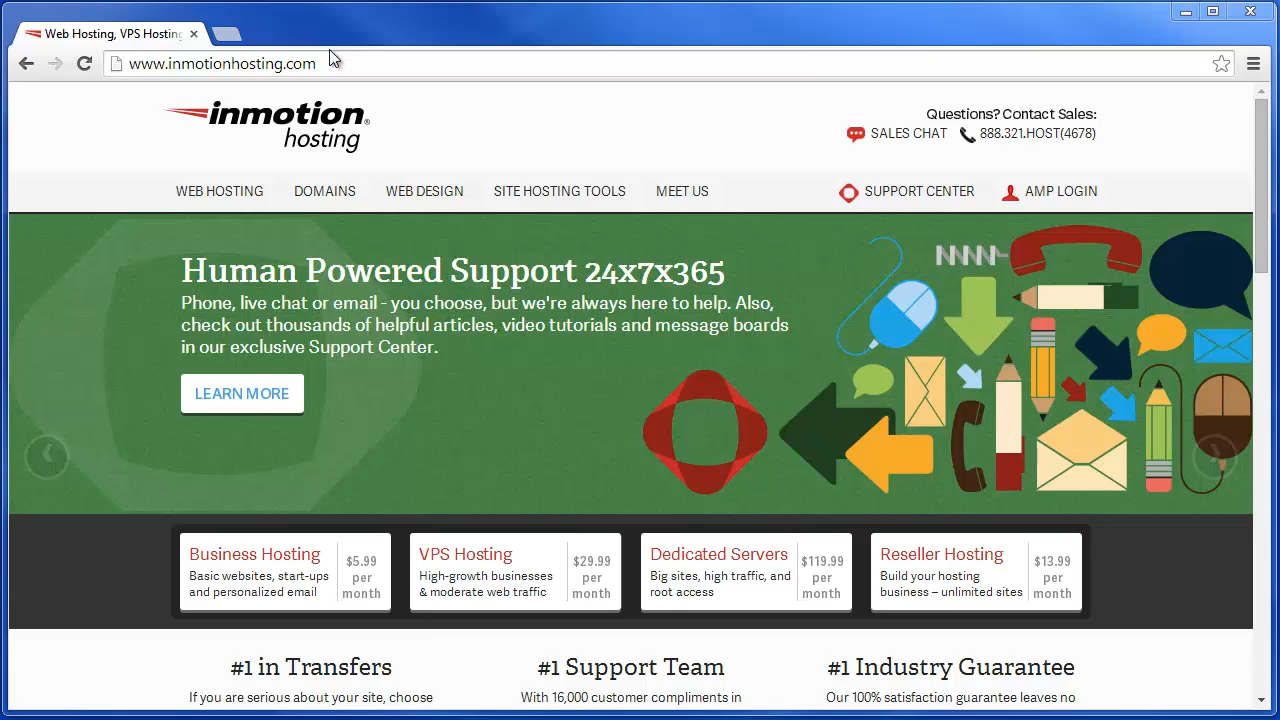 Web Hosting, VPS Hosting
www.inmotionhosting.com
inmotion®
hosting
Questions? Contact Sales:
SALES CHAT 888.321.HOST(4678)
WEB HOSTING DOMAINS WEB DESIGN SITE HOSTING TOOLS MEET US SUPPORT CENTER AMP LOGIN
Human Powered Support 24x7x365
Phone, live chat or email - you choose, but we're always here to help. Also,
check out thousands of helpful articles, video tutorials and message boards
in our exclusive Support Center.
LEARN MORE
Business Hosting
Basic websites, start-ups
and personalized email
$5.99
per
month
VPS Hosting
High-growth businesses
& moderate web traffic
$29.99
per
month
Dedicated Servers
Big sites, high traffic, and
root access
$119.99
per
month
Reseller Hosting
Build your hosting
business – unlimited sites
$13.99
per
month
#1 in Transfers
If you are serious about your site, choose
#1 Support Team
With 16,000 customer compliments in
#1 Industry Guarantee
Our 100% satisfaction guarantee leaves no